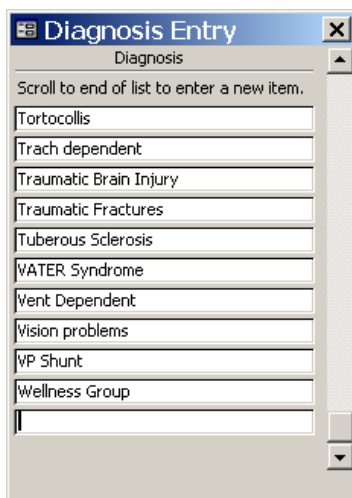 Diagnosis Entry
Diagnosis
Scroll to end of list to enter a new item.
Tortocollis
Trach dependent
Traumatic Brain Injury
Traumatic Fractures
Tuberous Sclerosis
VATER Syndrome
Vent Dependent
Vision problems
VP Shunt
Wellness Group